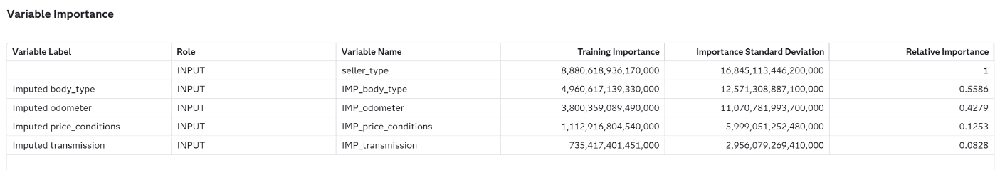 Variable Importance
Variable Label Role Variable Name Training Importance Importance Standard Deviation Relative Importance
INPUT seller_type 8,880,618,936,170,000 16,845,113,446,200,000 1
Imputed body_type INPUT IMP_body_type 4,960,617,139,330,000 12,571,308,887,100,000 0.5586
Imputed odometer INPUT IMP_odometer 3,800,359,089,490,000 11,070,781,993,700,000 0.4279
Imputed price_conditions INPUT IMP_price_conditions 1,112,916,804,540,000 5,999,051,252,480,000 0.1253
Imputed transmission INPUT IMP_transmission 735,417,401,451,000 2,956,079,269,410,000 0.0828